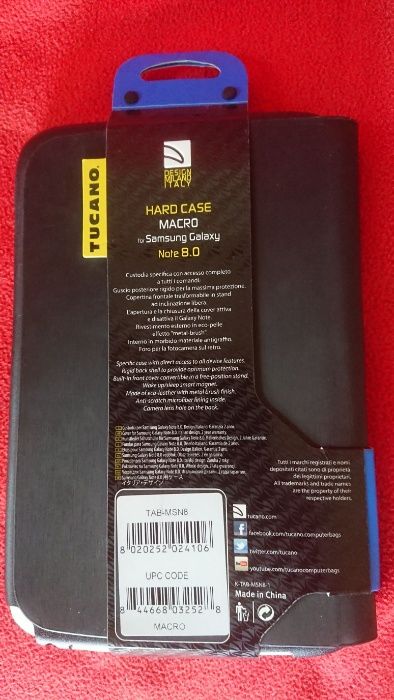 TUCANO.
DESIGN
MILANO
ITALY
HARD CASE
MACRO
for Samsung Galaxy
Note 8.0
Custodia specifica con accesso completo
a tutti i comandi.
Guscio posteriore rigido per la massima protezione.
Copertina frontale trasformabile in stand
ad inclinazione libera.
L'apertura e la chiusura della cover attiva
e disattiva il Galaxy Note.
Rivestimento esterno in eco-pelle
effetto "metal-brush".
Interno in morbido materiale antigraffio.
Foro per la fotocamera sul retro.
Specific case with direct access to all device features.
Rigid back shell to provide optimum protection.
Built-in front cover convertible in a free-position stand.
Wake up/sleep smart magnet.
Made of eco-leather with metal brush finish.
Anti-scratch microfiber lining inside.
Camera lens hole on the back.
Tutti i marchi registrati e nomi
depositati citati sono di proprietà
dei legittimi proprietari.
All trademarks and trade names
are the property of their
respective holders.
TAB-MSN8
8 020252 024106
UPC CODE
8 44668 03252 8
MACRO
tucano.com
facebook.com/tucanocomputerbags
twitter.com/tucano
youtube.com/tucanocomputerbags
K-TAB-MSN8-1
Made in China